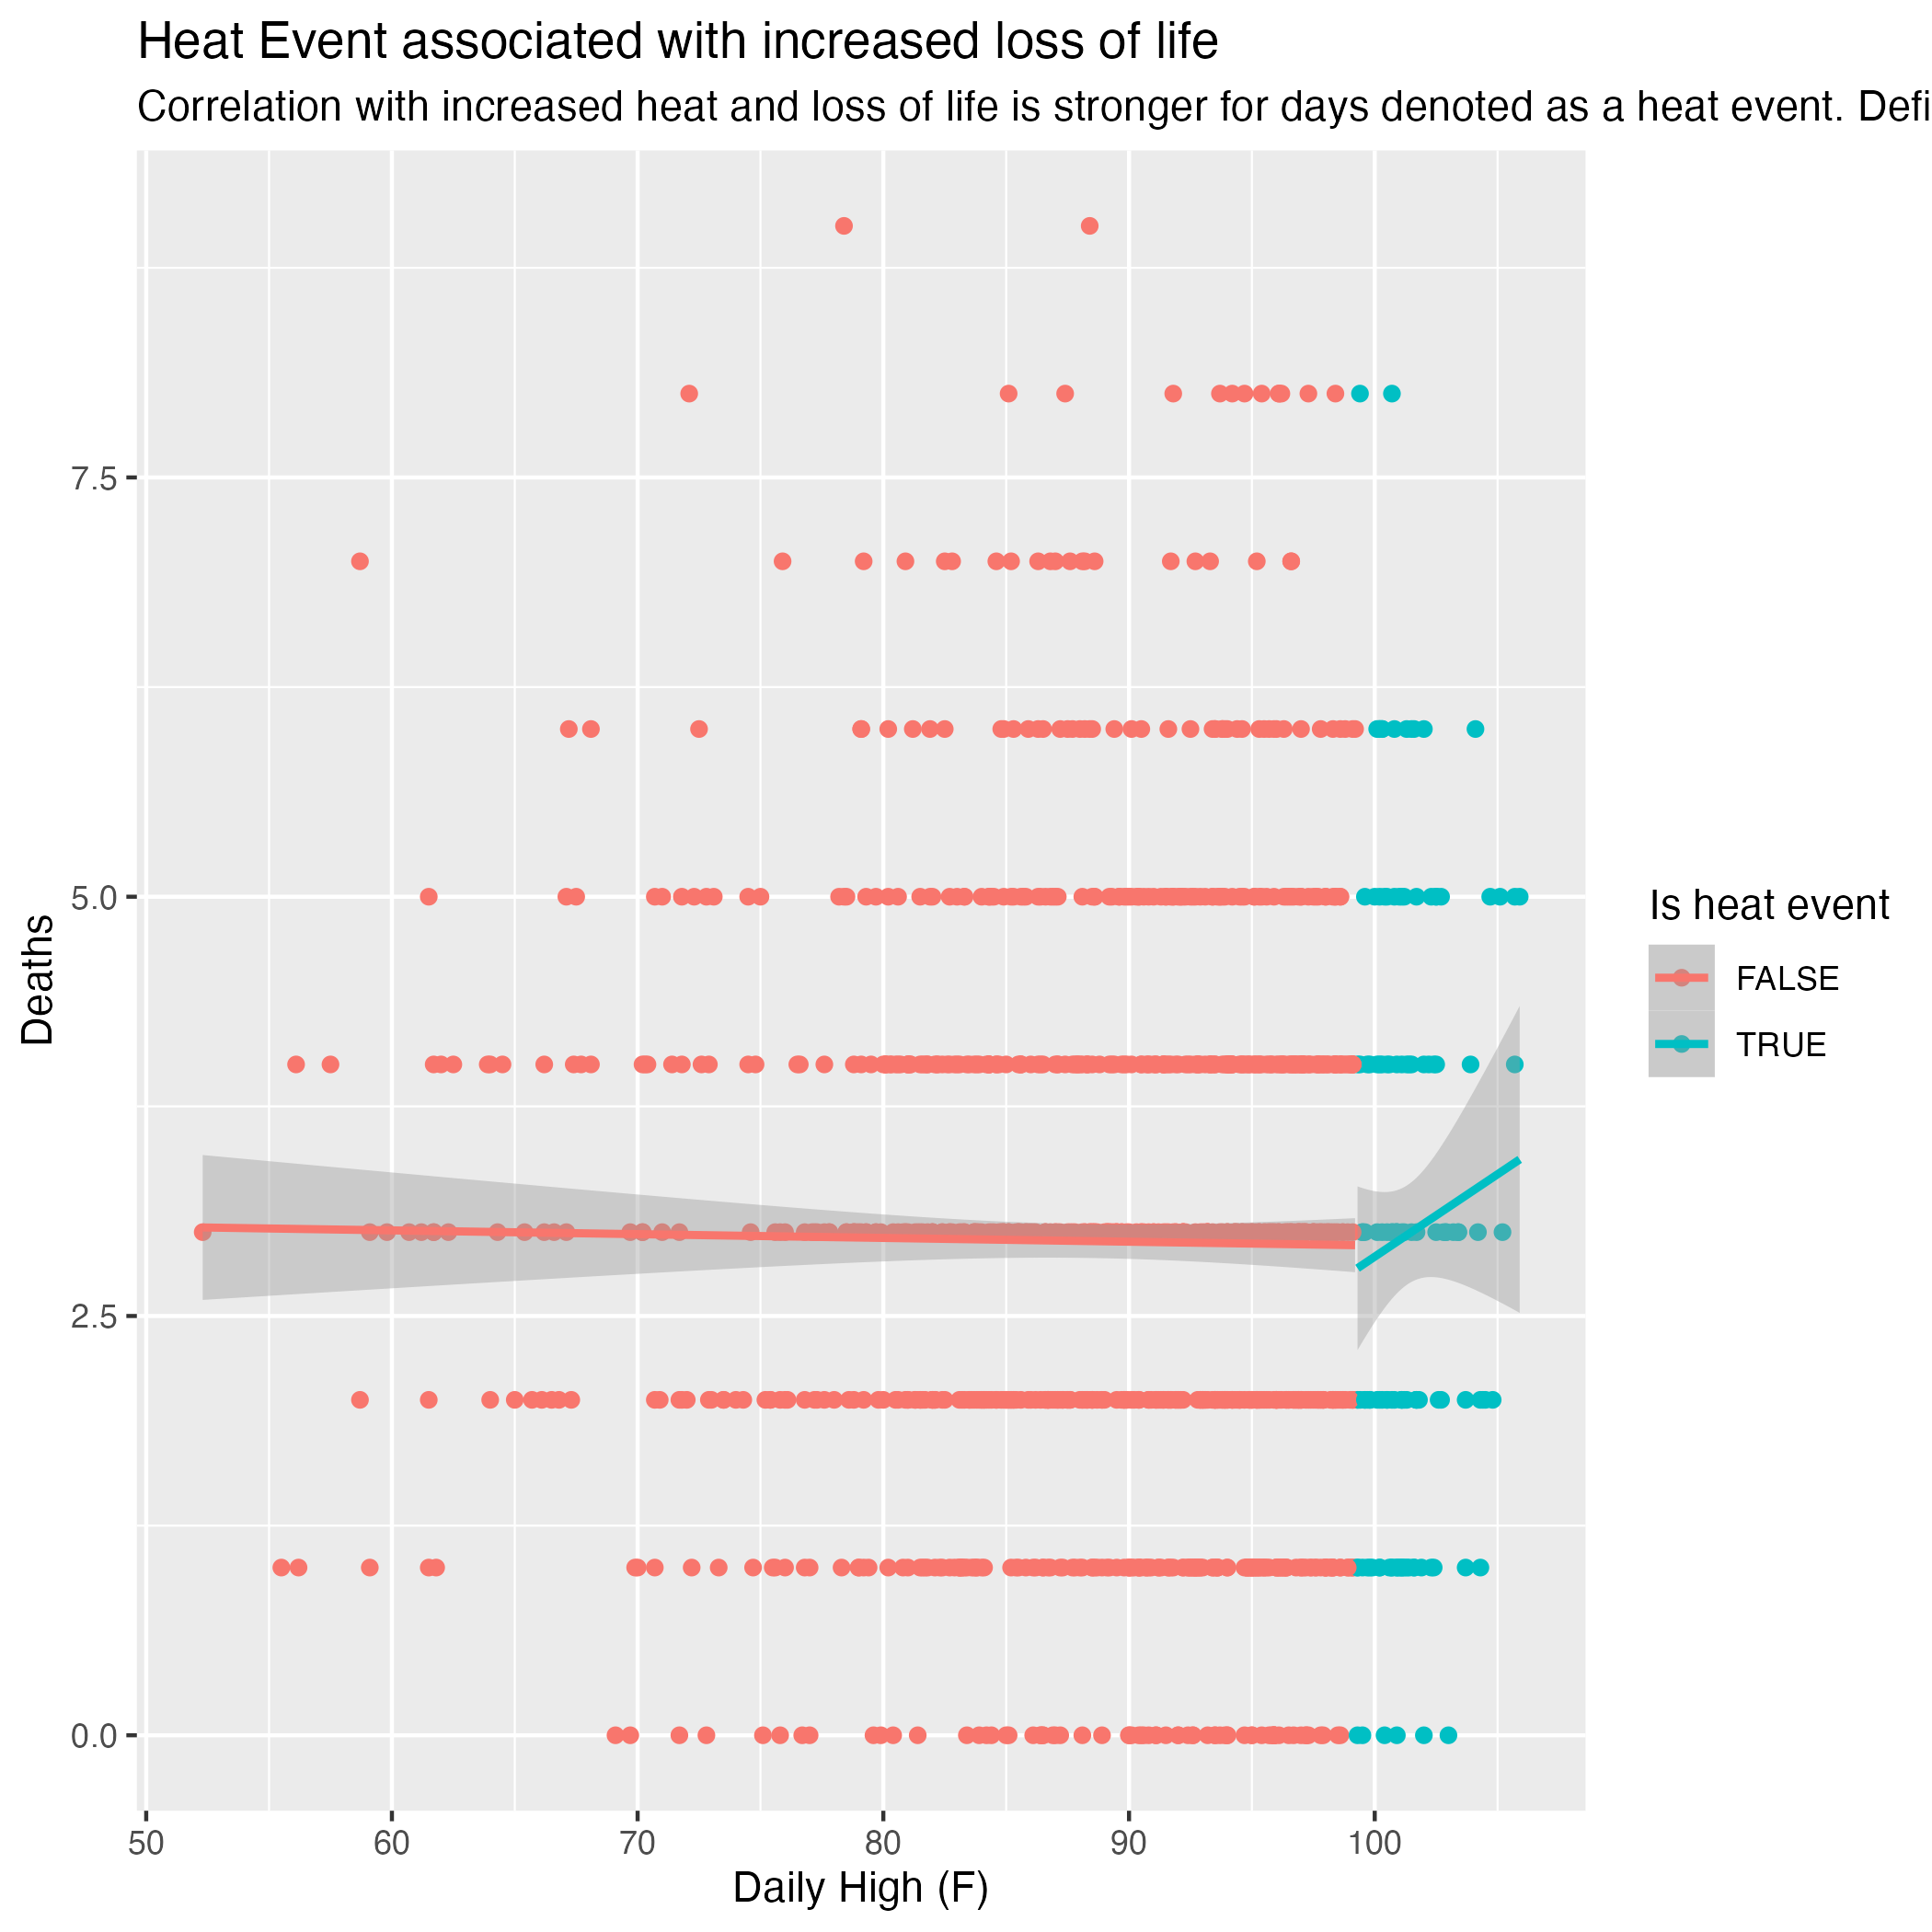 Heat Event associated with increased loss of life
Correlation with increased heat and loss of life is stronger for days denoted as a heat event. Defi
7.5
5.0
2.5
0.0
Deaths
50 60 70 80 90 100
Daily High (F)
Is heat event
FALSE
TRUE